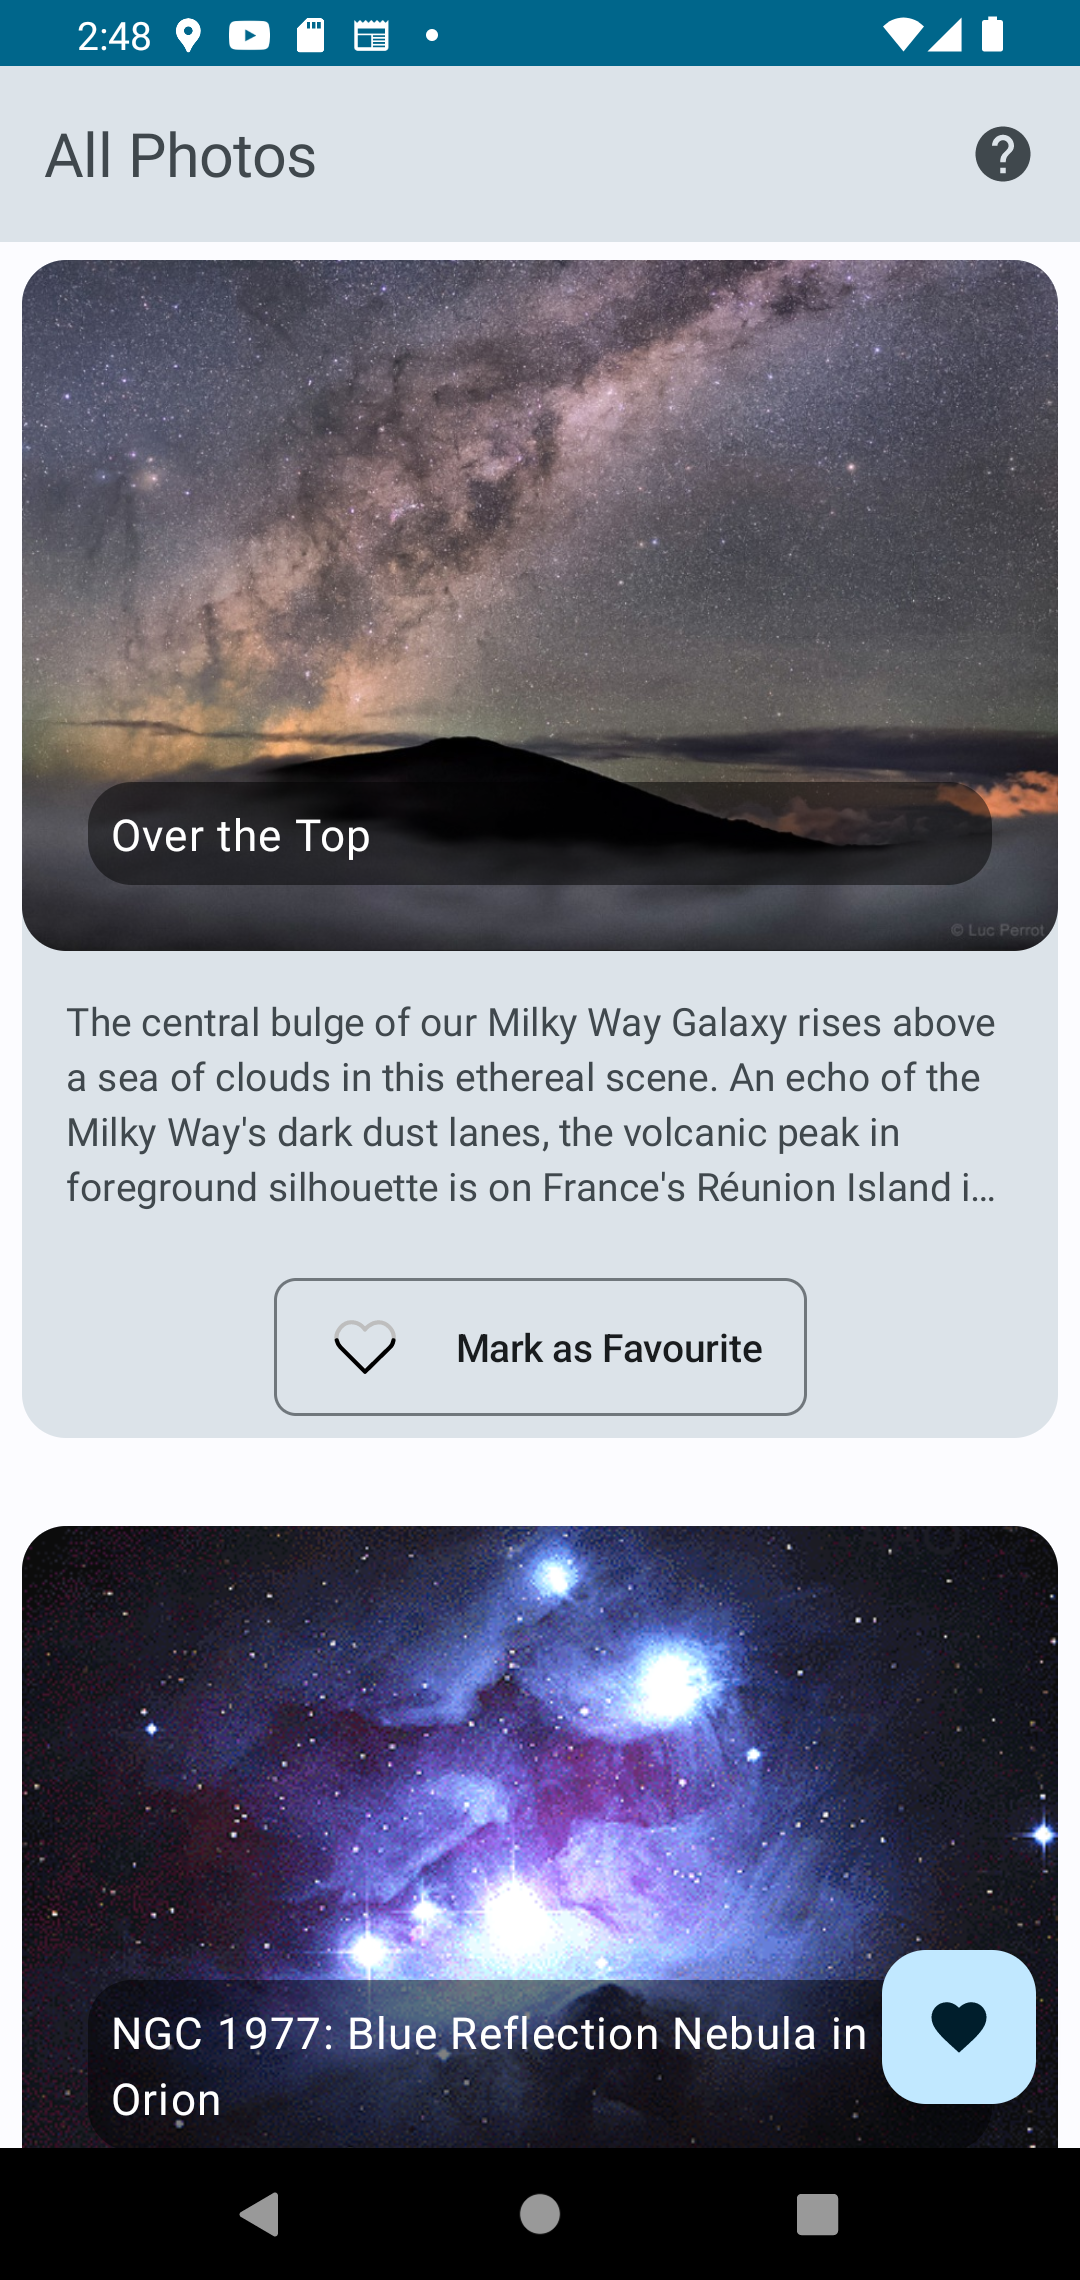 2:48
All Photos
Over the Top
© Luc Perrot
The central bulge of our Milky Way Galaxy rises above
a sea of clouds in this ethereal scene. An echo of the
Milky Way's dark dust lanes, the volcanic peak in
foreground silhouette is on France's Réunion Island i…
Mark as Favourite
NGC 1977: Blue Reflection Nebula in
Orion